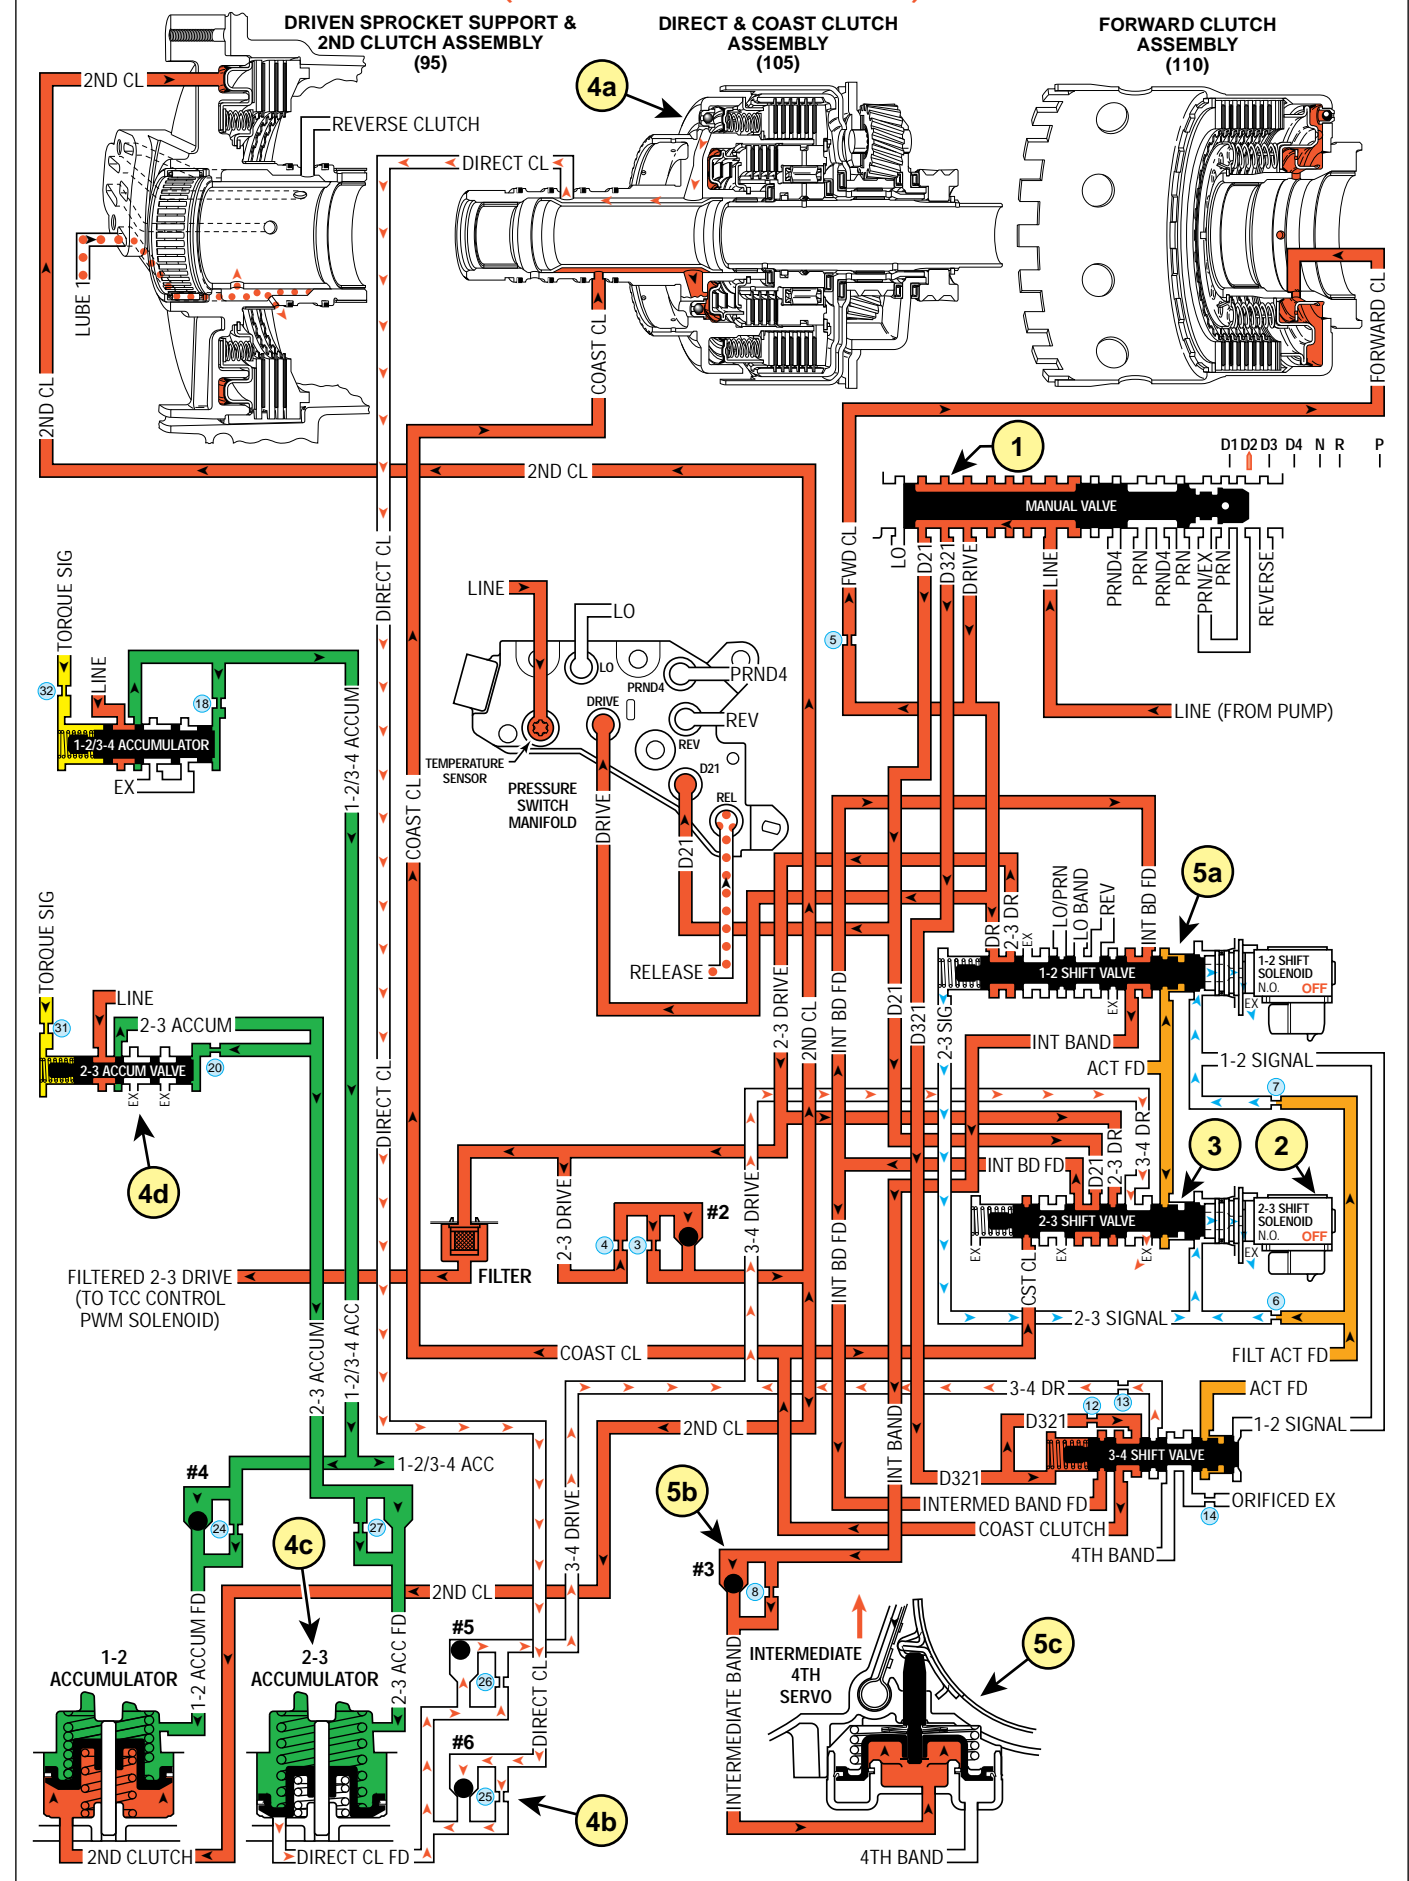 DRIVEN SPROCKET SUPPORT &
2ND CLUTCH ASSEMBLY
(95)
DIRECT & COAST CLUTCH
ASSEMBLY
(105)
FORWARD CLUTCH
ASSEMBLY
(110)
4a
2ND CL
REVERSE CLUTCH
DIRECT CL
LUBE 1
2ND CL
COAST CL
FORWARD CL
2ND CL
1
D1 D2 D3 D4 N R P
MANUAL VALVE
LO
D21
D321
DRIVE
LINE
PRND4
PRN
PRND4
PRN
PRN/EX
PRN
REVERSE
FWD CL
5
DIRECT CL
TORQUE SIG
32
LINE
18
1-2/3-4 ACCUMULATOR
EX
1-2/3-4 ACCUM
LINE
LO
LO
PRND4
PRND4
DRIVE
REV
REV
TEMPERATURE
SENSOR
D21
REL
PRESSURE
SWITCH
MANIFOLD
LINE (FROM PUMP)
COAST CL
DRIVE
D21
RELEASE
5a
TORQUE SIG
31
LINE
2-3 ACCUM
20
2-3 ACCUM VALVE
EX
EX
4d
DR
2-3 DR
EX
LO/PRN
LO BAND
REV
INT BD FD
1-2 SHIFT VALVE
1-2 SHIFT
SOLENOID
N.O. OFF
EX
EX
2-3 DRIVE
2ND CL
INT BD FD
D21
D321
2-3 SIG
INT BAND
ACT FD
1-2 SIGNAL
7
DIRECT CL
3
2
INT BD FD
D21
2-3 DR
3-4 DR
2-3 SHIFT VALVE
2-3 SHIFT
SOLENOID
N.O. OFF
EX
EX
EX
EX
2-3 DRIVE
4
3
#2
3-4 DRIVE
INT BD FD
CST CL
FILTER
FILTERED 2-3 DRIVE
(TO TCC CONTROL
PWM SOLENOID)
2-3 SIGNAL
6
FILT ACT FD
COAST CL
2-3 ACCUM
1-2/3-4 ACC
3-4 DR
13
12
ACT FD
D321
1-2 SIGNAL
3-4 SHIFT VALVE
2ND CL
INT BAND
D321
INTERMED BAND FD
COAST CLUTCH
ORIFICED EX
14
4TH BAND
#4
1-2/3-4 ACC
24
27
4c
5b
#3
8
3-4 DRIVE
2ND CL
1-2 ACCUM FD
2-3 ACC FD
1-2
ACCUMULATOR
2-3
ACCUMULATOR
#5
26
#6
25
DIRECT CL
4b
INTERMEDIATE BAND
INTERMEDIATE
4TH
SERVO
5c
2ND CLUTCH
DIRECT CL FD
4TH BAND